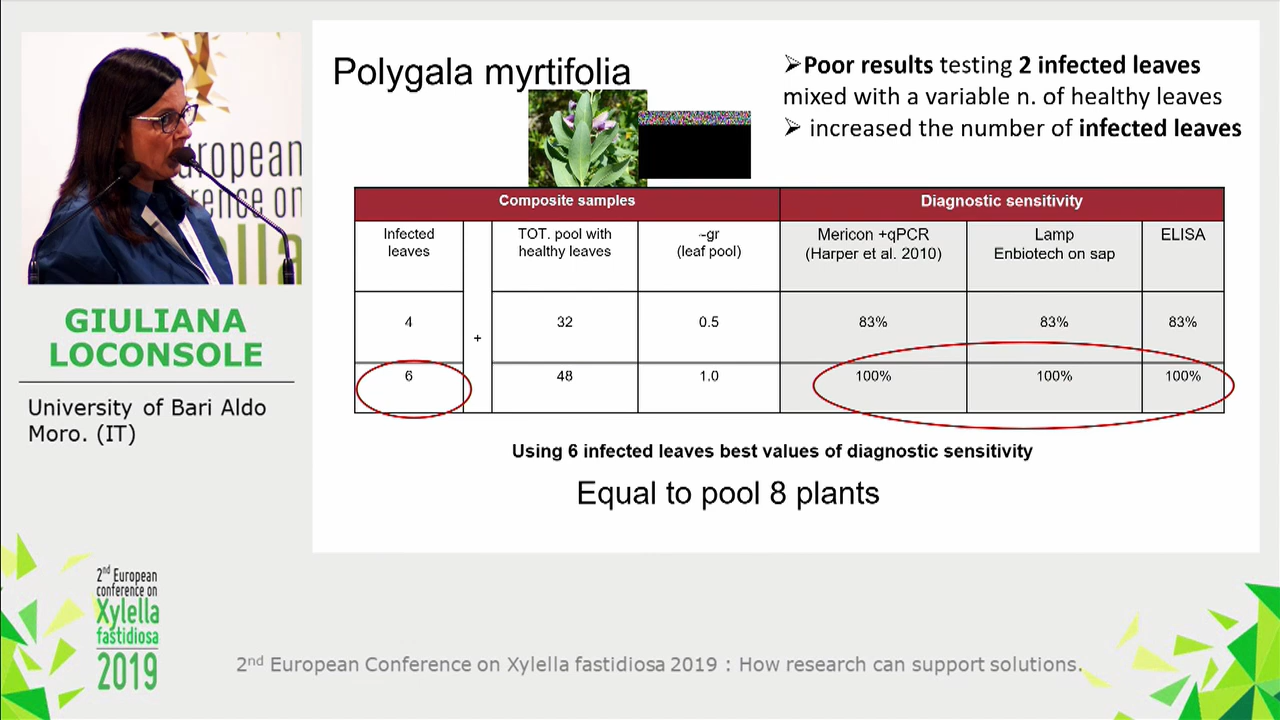 Polygala myrtifolia
➢Poor results testing 2 infected leaves
mixed with a variable n. of healthy leaves
➢ increased the number of infected leaves
Composite samples
Diagnostic sensitivity
Infected
leaves
TOT. pool with
healthy leaves
~gr
(leaf pool)
Mericon +qPCR
(Harper et al. 2010)
Lamp
Enbiotech on sap
ELISA
4
+
32
0.5
83%
83%
83%
6
48
1.0
100%
100%
100%
Using 6 infected leaves best values of diagnostic sensitivity
Equal to pool 8 plants
GIULIANA
LOCONSOLE
University of Bari Aldo
Moro. (IT)
2nd European
conference on
Xylella
fastidiosa
2019
2nd European Conference on Xylella fastidiosa 2019 : How research can support solutions.